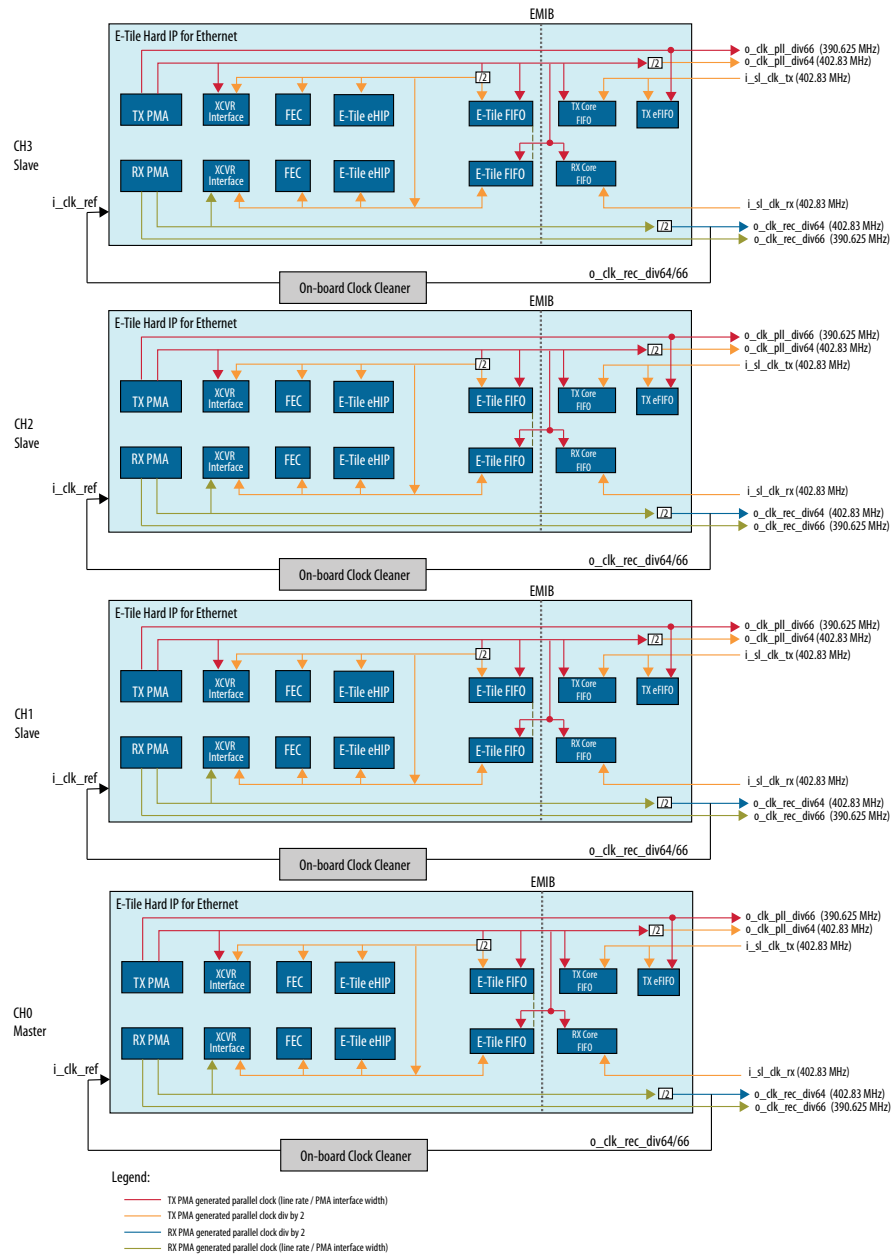 EMIB
E-Tile Hard IP for Ethernet
o_clk_pll_div66 (390.625 MHz)
/2
o_clk_pll_div64 (402.83 MHz)
/2
i_sl_clk_tx (402.83 MHz)
TX PMA
XCVR
Interface
FEC
E-Tile eHIP
E-Tile FIFO
TX Core
FIFO
TX eFIFO
CH3
Slave
RX PMA
XCVR
Interface
FEC
E-Tile eHIP
E-Tile FIFO
RX Core
FIFO
i_clk_ref
i_sl_clk_rx (402.83 MHz)
/2
o_clk_rec_div64 (402.83 MHz)
o_clk_rec_div66 (390.625 MHz)
On-board Clock Cleaner
o_clk_rec_div64/66
EMIB
E-Tile Hard IP for Ethernet
o_clk_pll_div66 (390.625 MHz)
/2
o_clk_pll_div64 (402.83 MHz)
/2
i_sl_clk_tx (402.83 MHz)
TX PMA
XCVR
Interface
FEC
E-Tile eHIP
E-Tile FIFO
TX Core
FIFO
TX eFIFO
CH2
Slave
RX PMA
XCVR
Interface
FEC
E-Tile eHIP
E-Tile FIFO
RX Core
FIFO
i_clk_ref
i_sl_clk_rx (402.83 MHz)
/2
o_clk_rec_div64 (402.83 MHz)
o_clk_rec_div66 (390.625 MHz)
On-board Clock Cleaner
o_clk_rec_div64/66
EMIB
E-Tile Hard IP for Ethernet
o_clk_pll_div66 (390.625 MHz)
/2
o_clk_pll_div64 (402.83 MHz)
/2
i_sl_clk_tx (402.83 MHz)
TX PMA
XCVR
Interface
FEC
E-Tile eHIP
E-Tile FIFO
TX Core
FIFO
TX eFIFO
CH1
Slave
RX PMA
XCVR
Interface
FEC
E-Tile eHIP
E-Tile FIFO
RX Core
FIFO
i_clk_ref
i_sl_clk_rx (402.83 MHz)
/2
o_clk_rec_div64 (402.83 MHz)
o_clk_rec_div66 (390.625 MHz)
On-board Clock Cleaner
o_clk_rec_div64/66
EMIB
E-Tile Hard IP for Ethernet
o_clk_pll_div66 (390.625 MHz)
/2
o_clk_pll_div64 (402.83 MHz)
/2
i_sl_clk_tx (402.83 MHz)
TX PMA
XCVR
Interface
FEC
E-Tile eHIP
E-Tile FIFO
TX Core
FIFO
TX eFIFO
CH0
Master
RX PMA
XCVR
Interface
FEC
E-Tile eHIP
E-Tile FIFO
RX Core
FIFO
i_clk_ref
i_sl_clk_rx (402.83 MHz)
/2
o_clk_rec_div64 (402.83 MHz)
o_clk_rec_div66 (390.625 MHz)
On-board Clock Cleaner
o_clk_rec_div64/66
Legend:
TX PMA generated parallel clock (line rate / PMA interface width)
TX PMA generated parallel clock div by 2
RX PMA generated parallel clock div by 2
RX PMA generated parallel clock (line rate / PMA interface width)